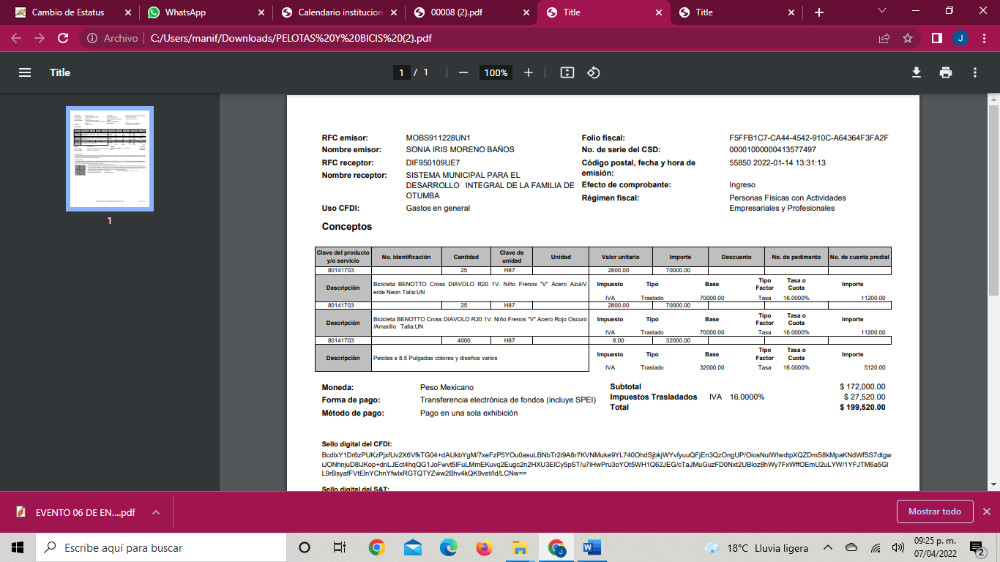 Cambio de Estatus
WhatsApp
Calendario institucion
00008 (2).pdf
Title
Title
Archivo
C:/Users/manif/Downloads/PELOTAS%20Y%20BICIS%20(2).pdf
J
Title
1 / 1
100%
1
RFC emisor: MOBS911228UN1
Nombre emisor: SONIA IRIS MORENO BAÑOS
RFC receptor: DIF950109UE7
Nombre receptor: SISTEMA MUNICIPAL PARA EL
DESARROLLO INTEGRAL DE LA FAMILIA DE
OTUMBA
Uso CFDI: Gastos en general
Folio fiscal: F5FFB1C7-CA44-4542-910C-A64364F3FA2F
No. de serie del CSD: 00001000000413577497
Código postal, fecha y hora de 55850 2022-01-14 13:31:13
emisión:
Efecto de comprobante: Ingreso
Régimen fiscal: Personas Físicas con Actividades
Empresariales y Profesionales
Conceptos
Clave del producto y/o servicio No. identificación Cantidad Clave de unidad Unidad Valor unitario Importe Descuento No. de pedimento No. de cuenta predial
80141703 25 H87 2800.00 70000.00
Descripción
Bicicleta BENOTTO Cross DIAVOLO R20 1V. Niño Frenos "V" Acero Azul/V
erde Neon Talla:UN
Impuesto Tipo Base Tipo Factor Tasa o Cuota Importe
IVA Traslado 70000.00 Tasa 16.0000% 11200.00
80141703 25 H87 2800.00 70000.00
Descripción
Bicicleta BENOTTO Cross DIAVOLO R20 1V. Niño Frenos "V" Acero Rojo Oscuro
/Amarillo Talla:UN
Impuesto Tipo Base Tipo Factor Tasa o Cuota Importe
IVA Traslado 70000.00 Tasa 16.0000% 11200.00
80141703 4000 H87 8.00 32000.00
Descripción
Pelotas s 8.5 Pulgadas colores y diseños varios
Impuesto Tipo Base Tipo Factor Tasa o Cuota Importe
IVA Traslado 32000.00 Tasa 16.0000% 5120.00
Moneda: Peso Mexicano
Forma de pago: Transferencia electrónica de fondos (incluye SPEI)
Método de pago: Pago en una sola exhibición
Subtotal $ 172,000.00
Impuestos Trasladados IVA 16.0000% $ 27,520.00
Total $ 199,520.00
Sello digital del CFDI:
Sello digital del SAT:
EVENTO 06 DE EN....pdf
Mostrar todo
Escribe aquí para buscar
18°C Lluvia ligera
09:25 p. m.
07/04/2022
2